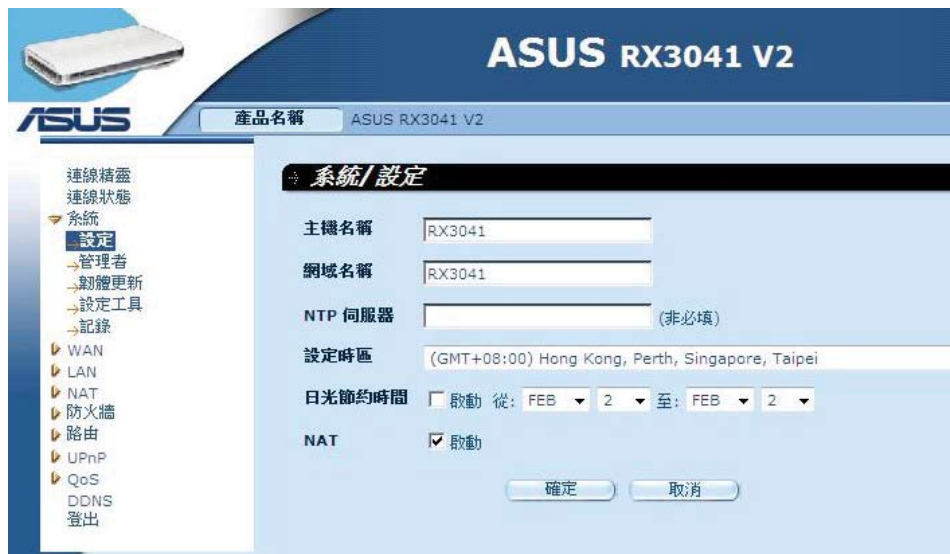 ASUS RX3041 V2
ASUS
產品名稱 ASUS RX3041 V2
連線精靈
連線狀態
系統
設定
管理者
韌體更新
設定工具
記錄
WAN
LAN
NAT
防火牆
路由
UPnP
QoS
DDNS
登出
系統/設定
主機名稱 RX3041
網域名稱 RX3041
NTP 伺服器 (非必填)
設定時區 (GMT+08:00) Hong Kong, Perth, Singapore, Taipei
日光節約時間 啟動 從: FEB 2 至: FEB 2
NAT 啟動
確定 取消